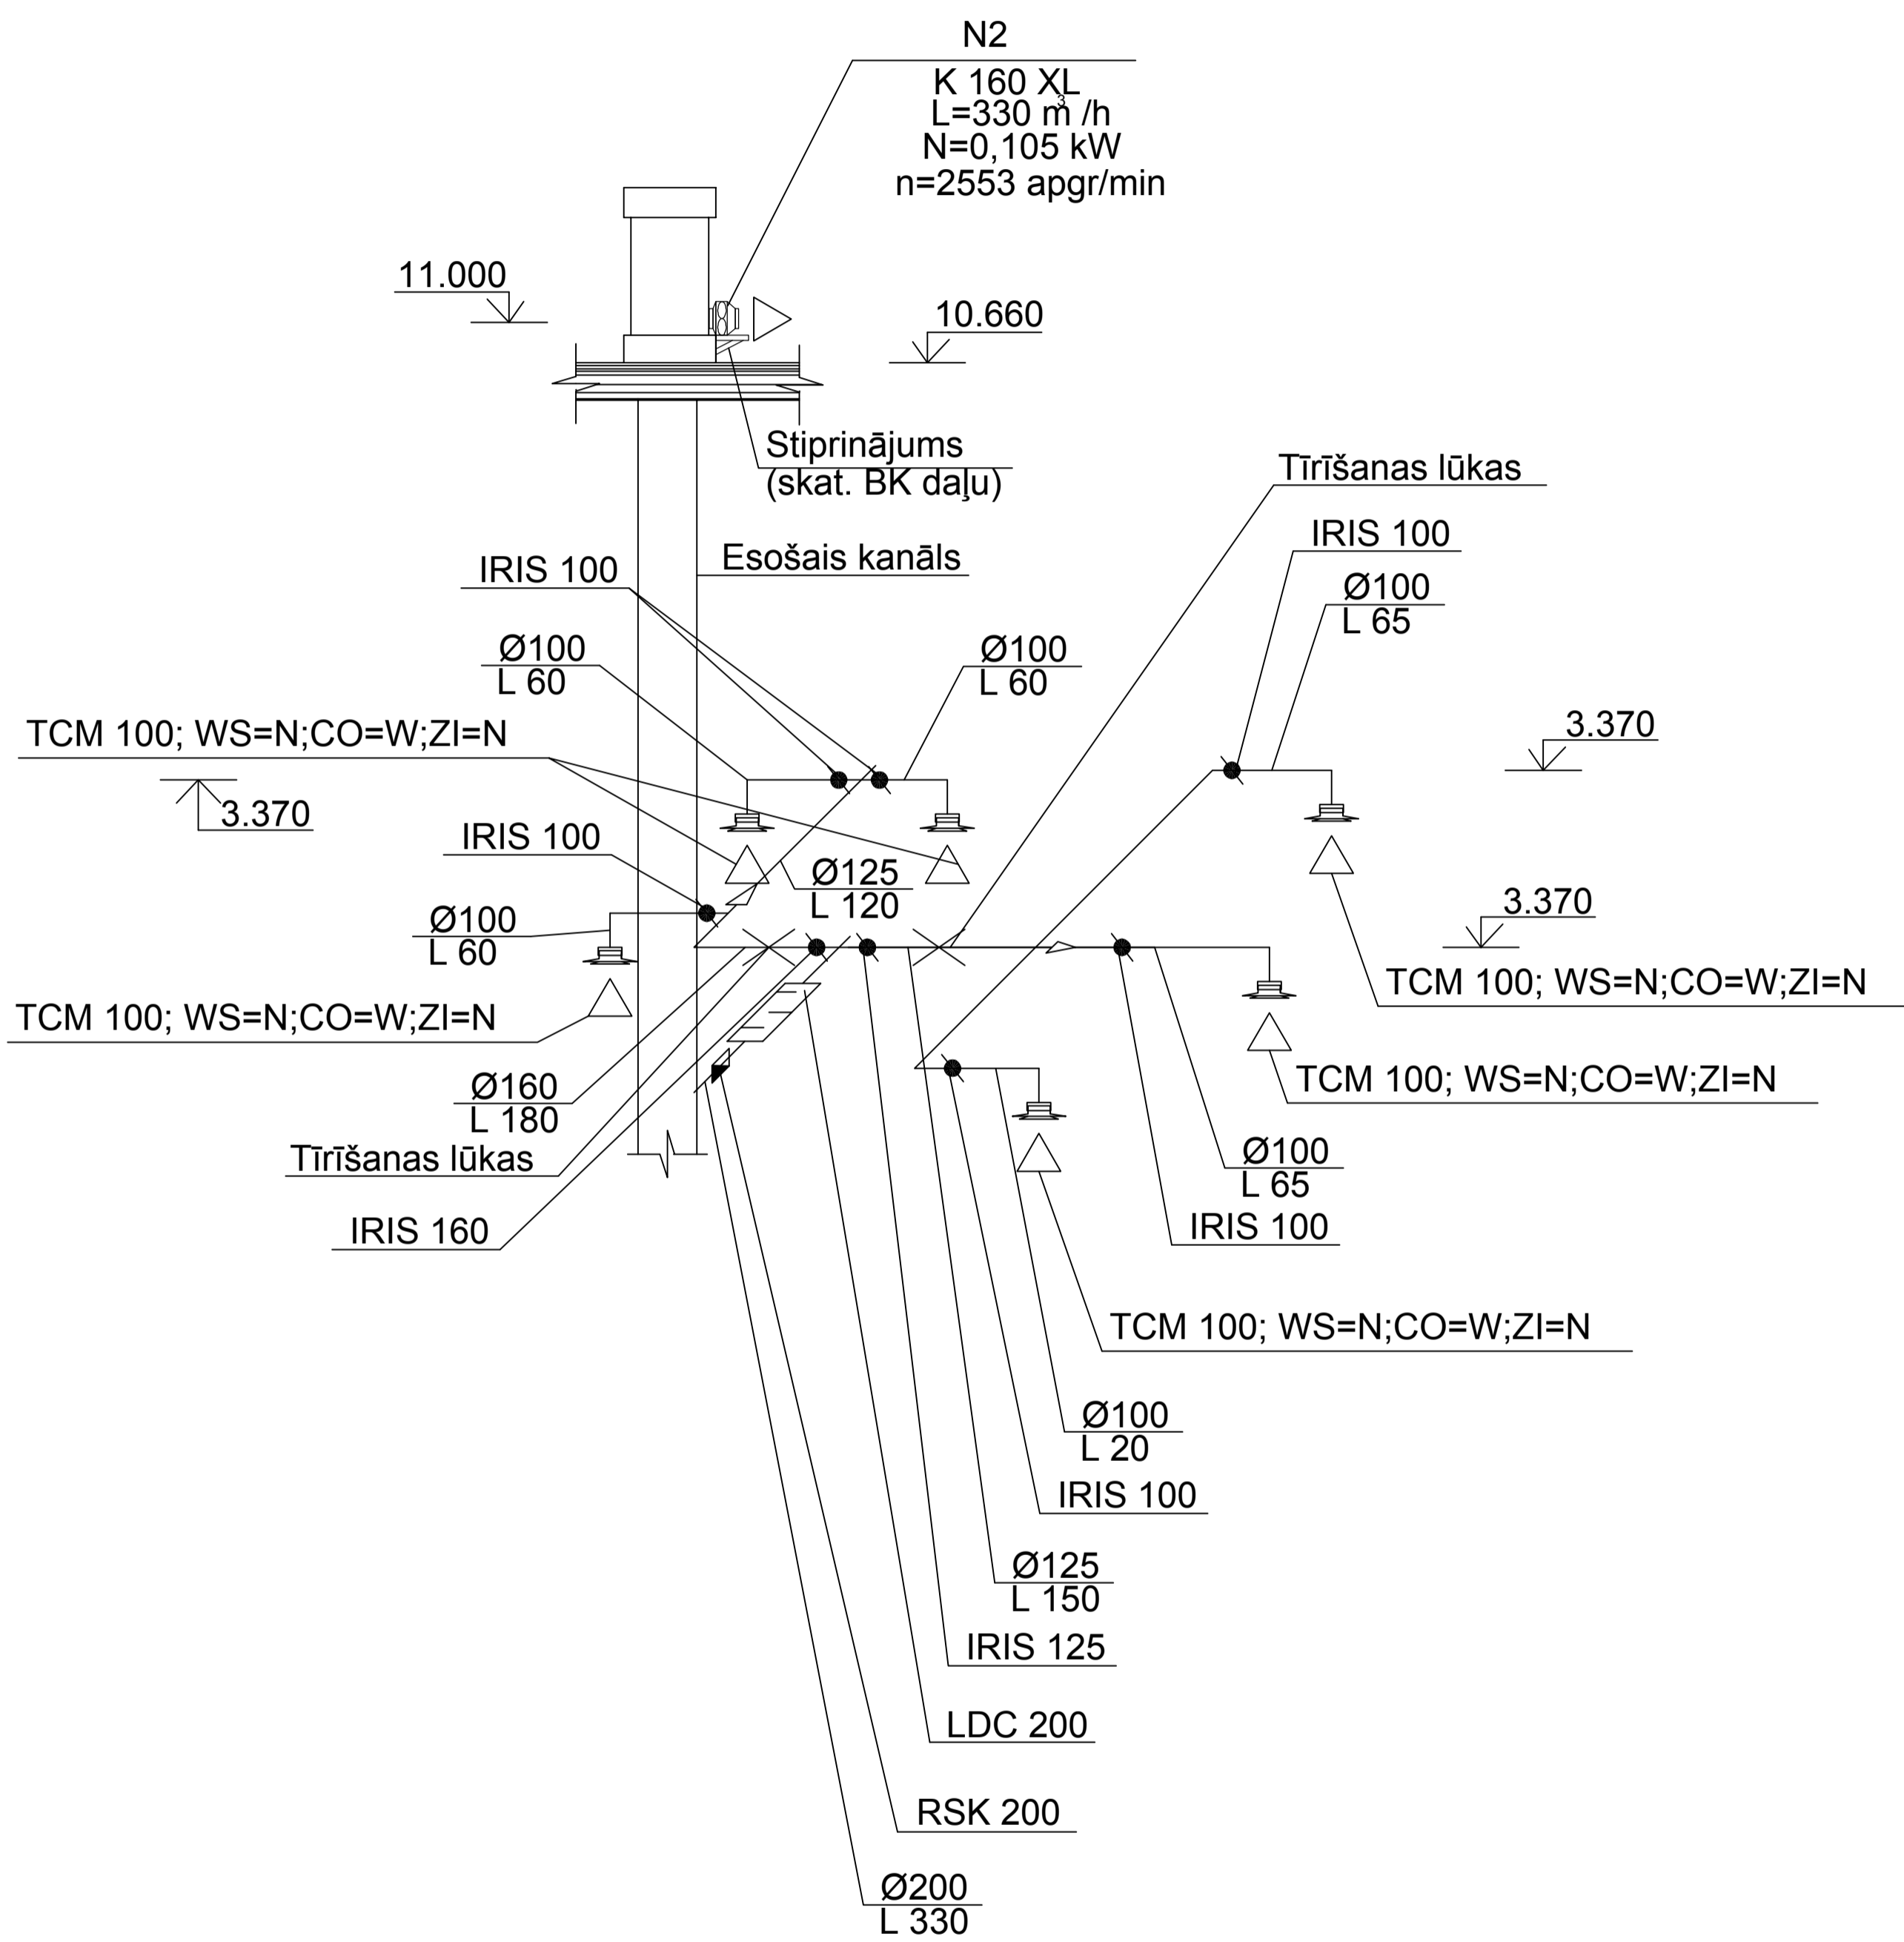 N2
K 160 XL
L=330 m³/h
N=0,105 kW
n=2553 apgr/min
11.000
10.660
Stiprinājums
(skat. BK daļu)
Tīrīšanas lūkas
IRIS 100
Esošais kanāls
IRIS 100
Ø100
L 65
Ø100
L 60
Ø100
L 60
TCM 100; WS=N;CO=W;ZI=N
3.370
3.370
IRIS 100
Ø125
L 120
3.370
Ø100
L 60
TCM 100; WS=N;CO=W;ZI=N
TCM 100; WS=N;CO=W;ZI=N
TCM 100; WS=N;CO=W;ZI=N
Ø160
L 180
Tīrīšanas lūkas
Ø100
L 65
IRIS 160
IRIS 100
TCM 100; WS=N;CO=W;ZI=N
Ø100
L 20
IRIS 100
Ø125
L 150
IRIS 125
LDC 200
RSK 200
Ø200
L 330